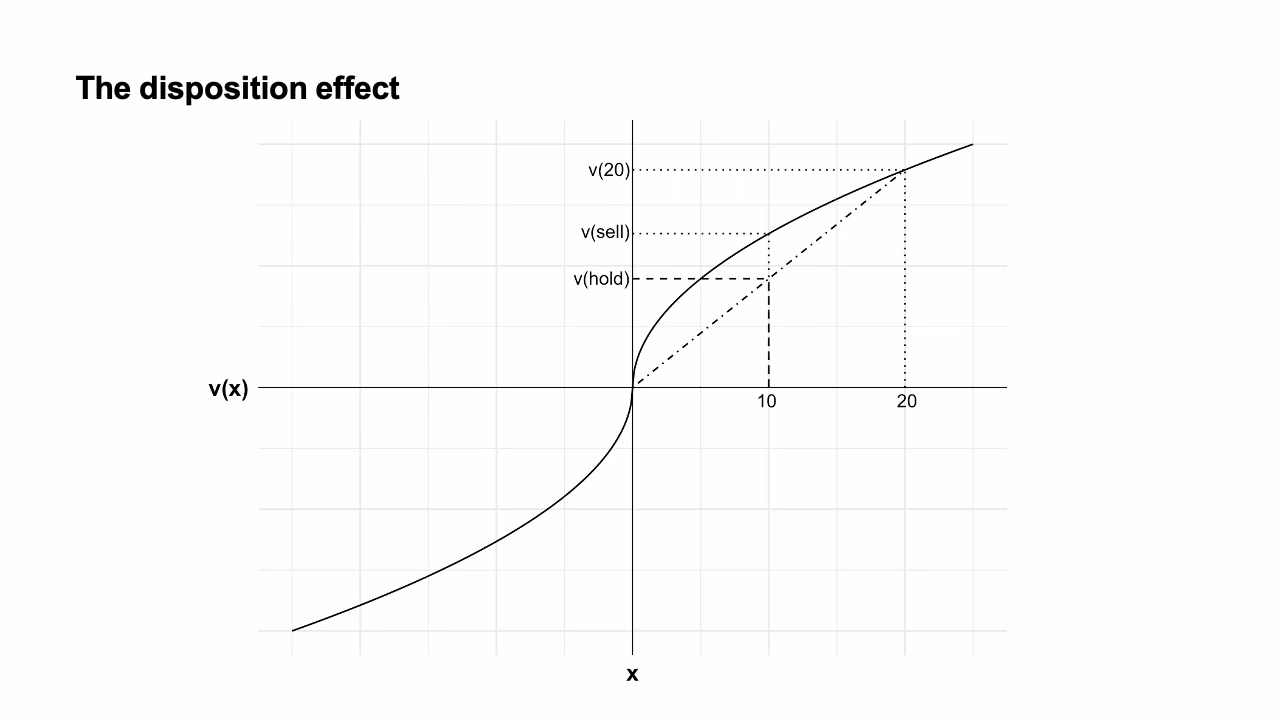 The disposition effect
v(20)
v(sell)
v(hold)
v(x)
10
20
x